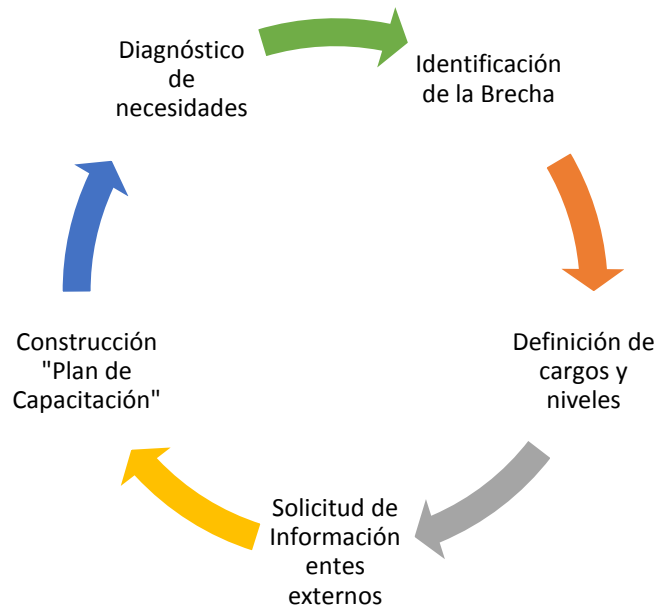 Diagnóstico
de
necesidades
Identificación
de la Brecha
Definición de
cargos y
niveles
Solicitud de
Información
entes
externos
Construcción
"Plan de
Capacitación"